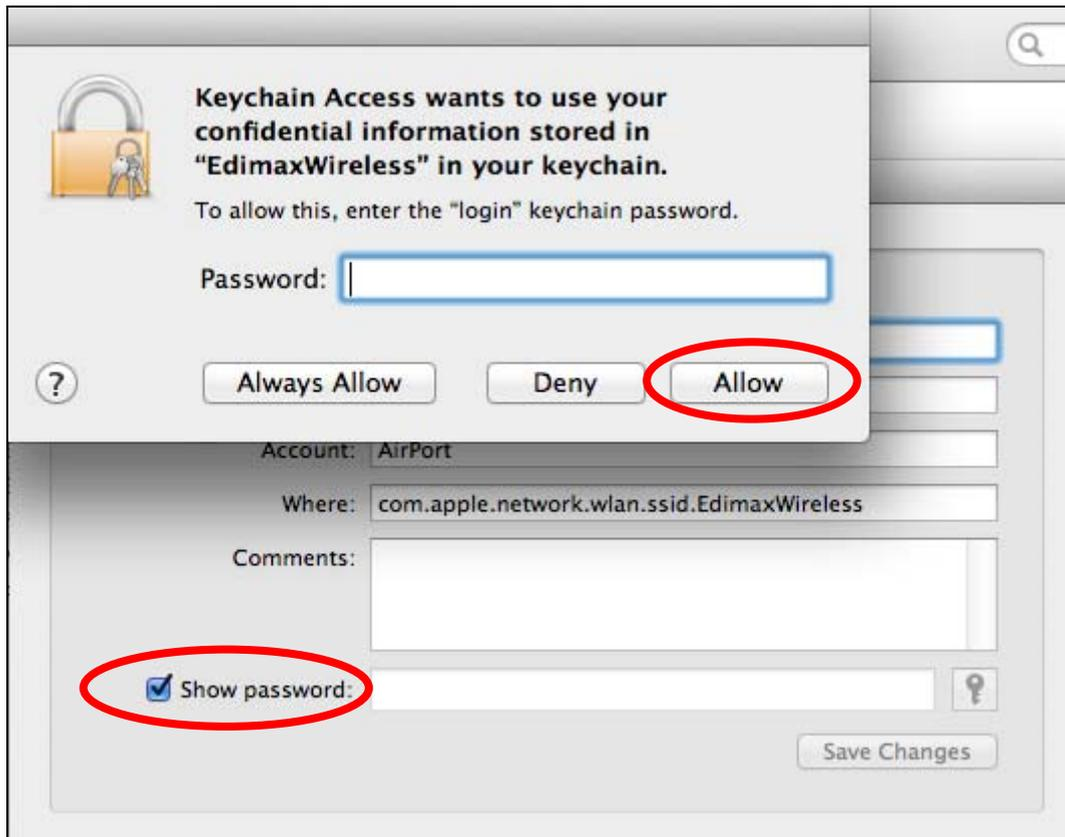 Keychain Access wants to use your
confidential information stored in
“EdimaxWireless” in your keychain.
To allow this, enter the “login” keychain password.
Password:
?
Always Allow
Deny
Allow
Account: AirPort
Where: com.apple.network.wlan.ssid.EdimaxWireless
Comments:
Show password:
Save Changes